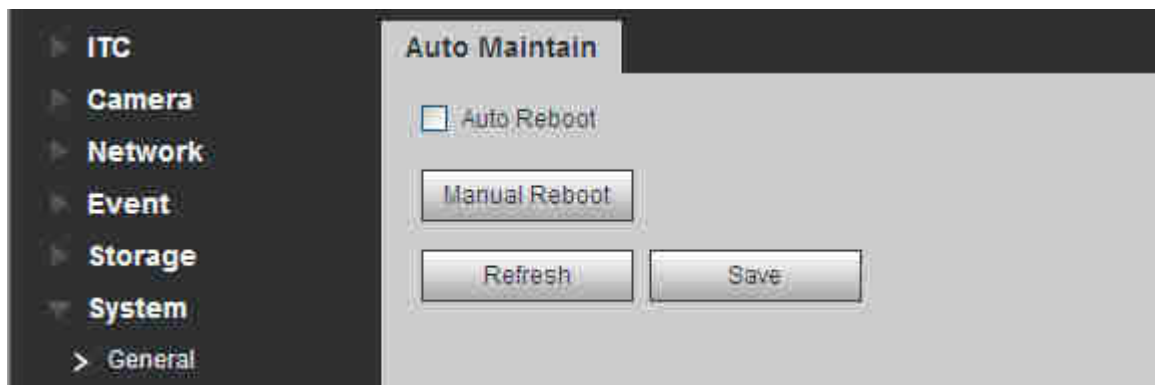 ITC
Camera
Network
Event
Storage
System
> General
Auto Maintain
Auto Reboot
Manual Reboot
Refresh
Save